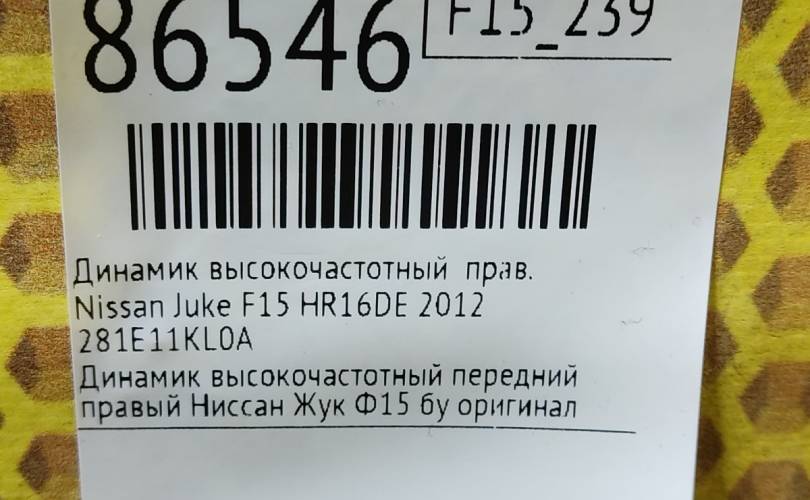 86546
F15_239
Динамик высокочастотный прав.
Nissan Juke F15 HR16DE 2012
281E11KL0A
Динамик высокочастотный передний
правый Ниссан Жук Ф15 бу оригинал